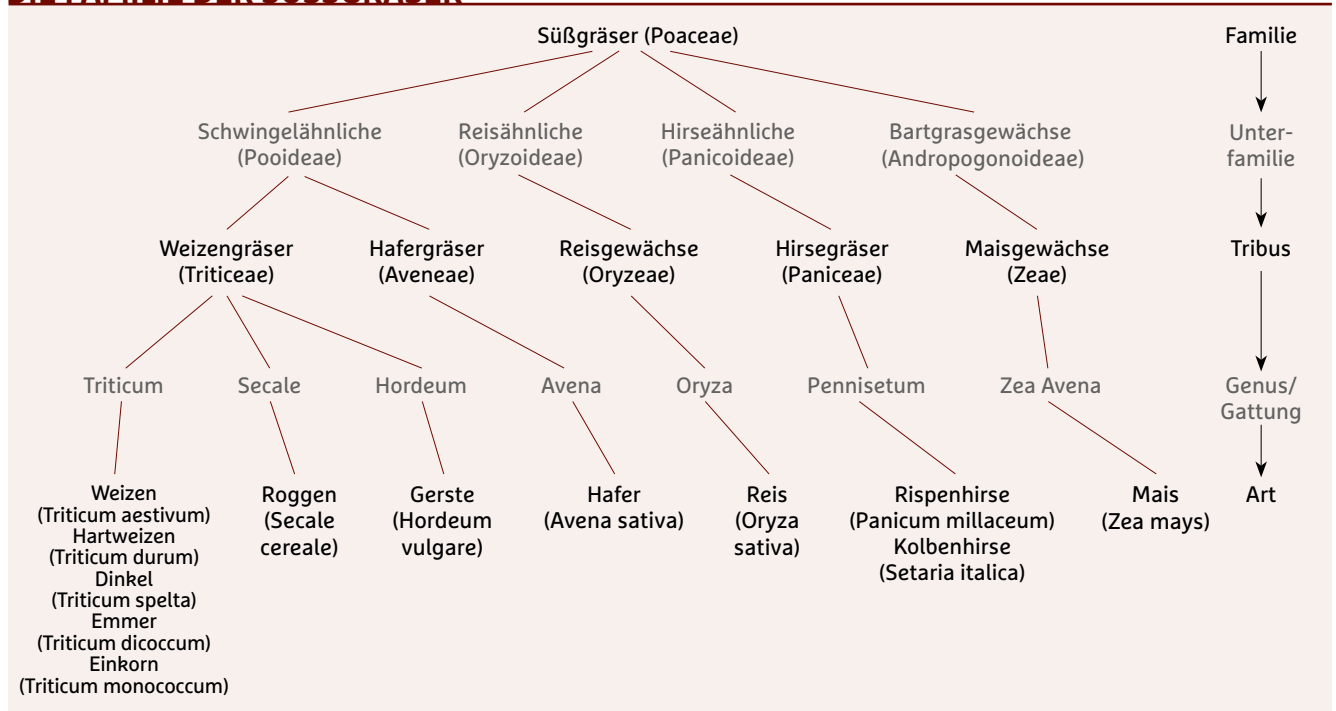 Süßgräser (Poaceae)
Familie
Schwingelähnliche
(Pooideae)
Reisähnliche
(Oryzoideae)
Hirseähnliche
(Panicoideae)
Bartgrasgewächse
(Andropogonoideae)
Unter-
familie
Weizengräser
(Triticeae)
Hafergräser
(Aveneae)
Reisgewächse
(Oryzeae)
Hirsegräser
(Paniceae)
Maisgewächse
(Zeae)
Tribus
Triticum
Secale
Hordeum
Avena
Oryza
Pennisetum
Zea Avena
Genus/
Gattung
Weizen
(Triticum aestivum)
Hartweizen
(Triticum durum)
Dinkel
(Triticum spelta)
Emmer
(Triticum dicoccum)
Einkorn
(Triticum monococcum)
Roggen
(Secale
cereale)
Gerste
(Hordeum
vulgare)
Hafer
(Avena sativa)
Reis
(Oryza
sativa)
Rispenhirse
(Panicum millaceum)
Kolbenhirse
(Setaria italica)
Mais
(Zea mays)
Art